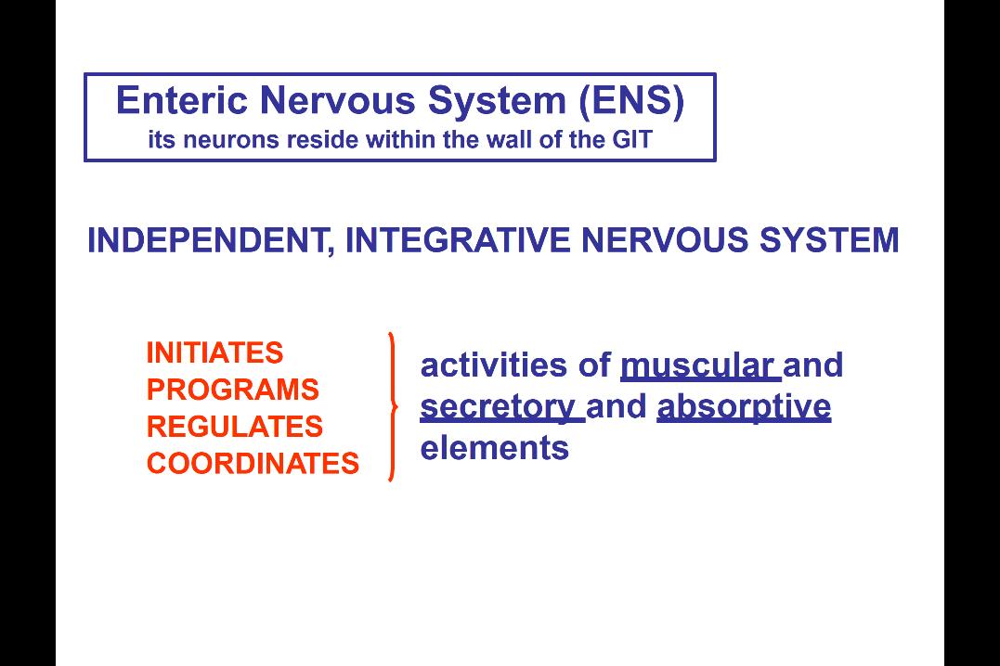 Enteric Nervous System (ENS)
its neurons reside within the wall of the GIT
INDEPENDENT, INTEGRATIVE NERVOUS SYSTEM
INITIATES
PROGRAMS
REGULATES
COORDINATES
activities of muscular and
secretory and absorptive
elements